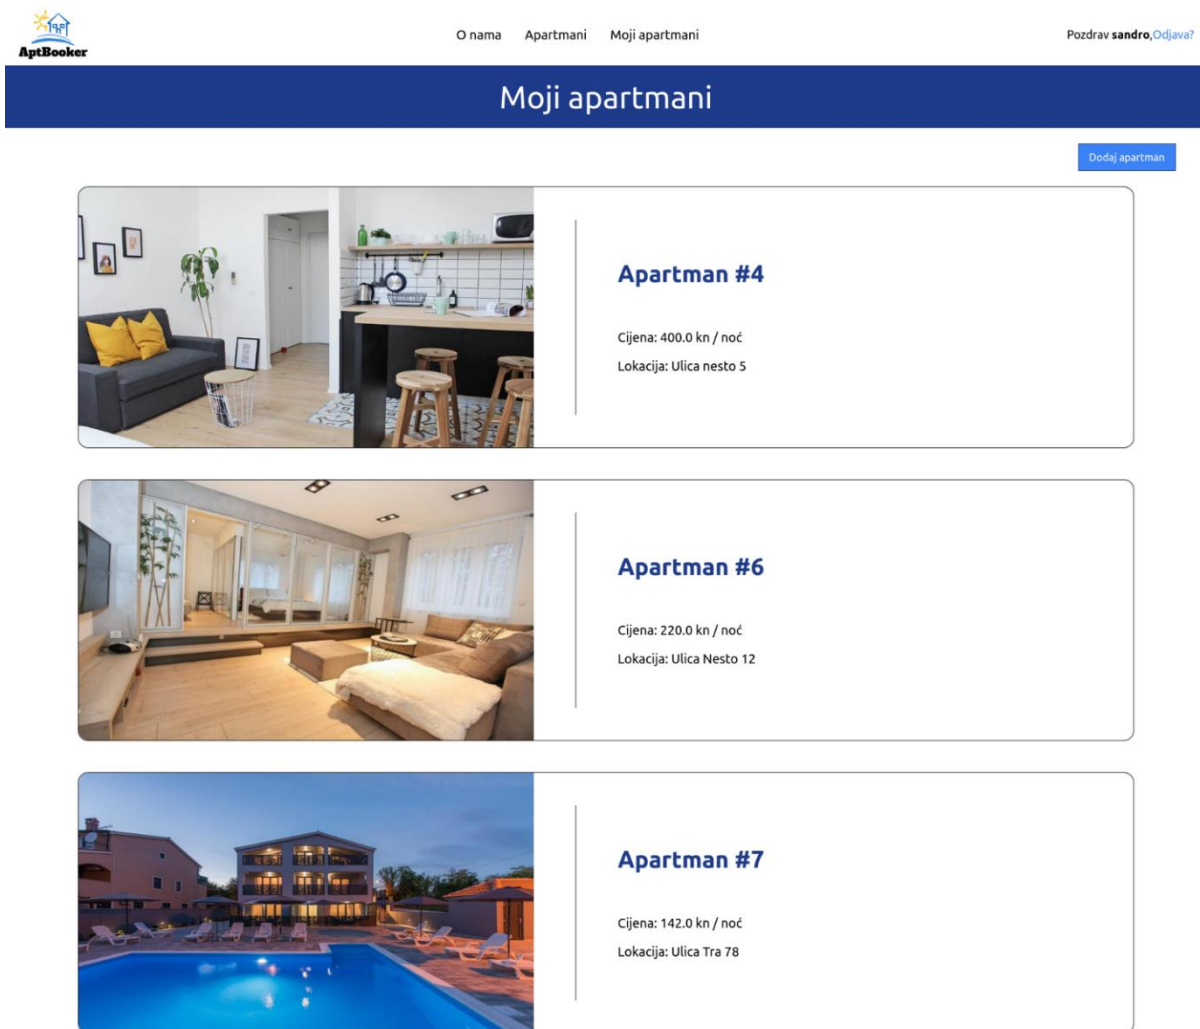 AptBooker
O nama Apartmani Moji apartmani
Pozdrav sandro,Odjava?
Moji apartmani
Dodaj apartman
Apartman #4
Cijena: 400.0 kn / noć
Lokacija: Ulica nesto 5
Apartman #6
Cijena: 220.0 kn / noć
Lokacija: Ulica Nesto 12
Apartman #7
Cijena: 142.0 kn / noć
Lokacija: Ulica Tra 78